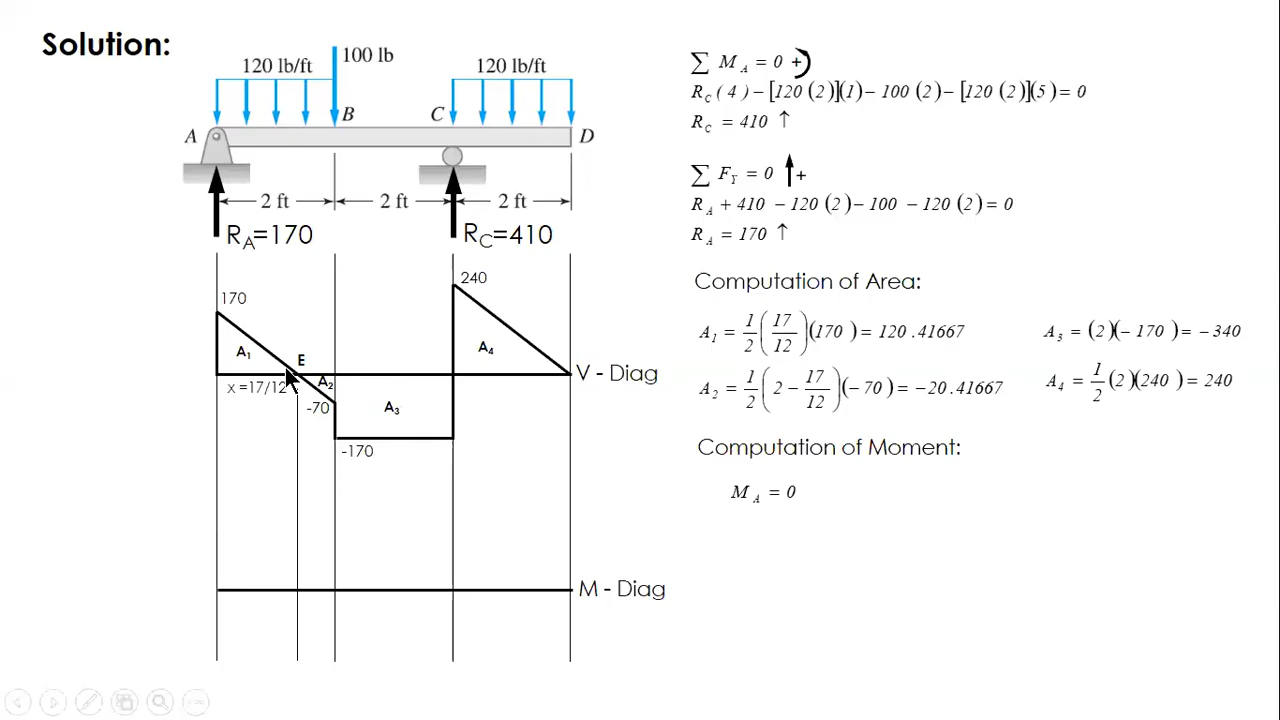 Solution:
120 lb/ft
100 lb
120 lb/ft
A
B
C
D
2 ft
2 ft
2 ft
R_A=170
R_C=410
170
240
A_1
E
A_2
A_4
V - Diag
x =17/12
-70
A_3
-170
M - Diag
∑ M_A = 0 +
R_C ( 4 ) − [120 (2 )](1) − 100 (2) − [120 (2 )](5 ) = 0
R_C = 410 ↑
∑ F_Y = 0 ↑+
R_A + 410 − 120 (2) − 100 − 120 (2 ) = 0
R_A = 170 ↑
Computation of Area:
A_1 = 1/2 (17/12)(170 ) = 120 .41667
A_2 = 1/2 (2 − 17/12)(− 70 ) = −20 .41667
A_3 = (2 )(− 170 ) = − 340
A_4 = 1/2 (2 )(240 ) = 240
Computation of Moment:
M_A = 0